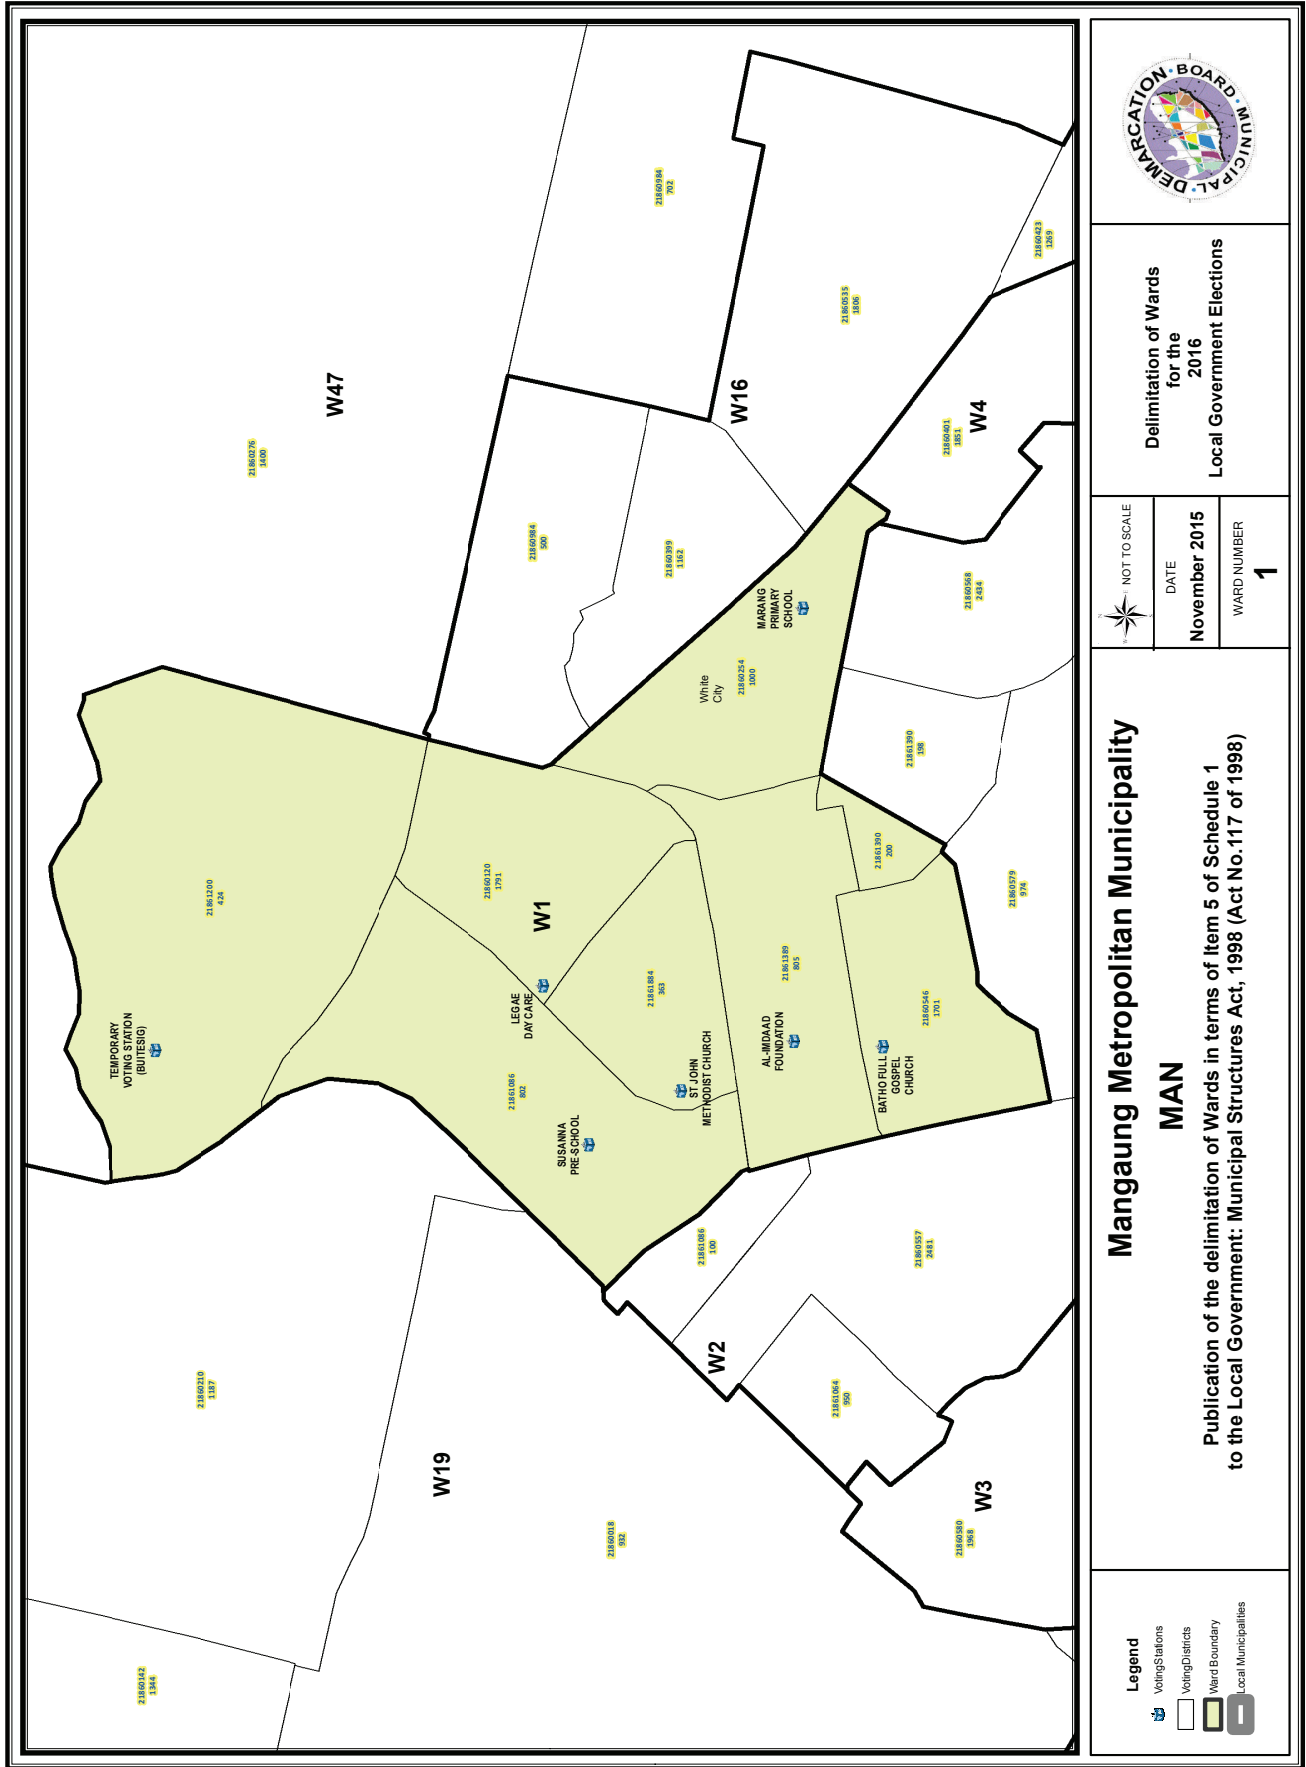 W47
W19
W16
W1
W2
W3
W4
21860276
1400
21860984
702
21860984
500
21860399
1162
21860535
1806
21860423
1269
21860401
1851
21860568
2434
21861390
198
21860579
974
21861200
424
21860120
1791
21861884
363
21861086
802
21861389
805
21861390
200
21860546
1701
21860254
1000
White
City
21861086
100
21860557
2481
21861064
950
21860580
1968
21860018
932
21860210
1187
21860142
1344
TEMPORARY
VOTING STATION
(BUITESIG)
LEGAE
DAY CARE
SUSANNA
PRE-SCHOOL
ST JOHN
METHODIST CHURCH
AL-IMDAAD
FOUNDATION
BATHO FULL
GOSPEL
CHURCH
MARANG
PRIMARY
SCHOOL
Legend
VotingStations
VotingDistricts
Ward Boundary
Local Municipalities
Mangaung Metropolitan Municipality
MAN
Publication of the delimitation of Wards in terms of Item 5 of Schedule 1
to the Local Government: Municipal Structures Act, 1998 (Act No.117 of 1998)
NOT TO SCALE
DATE
November 2015
WARD NUMBER
1
Delimitation of Wards
for the
2016
Local Government Elections
MUNICIPAL DEMARCATION BOARD